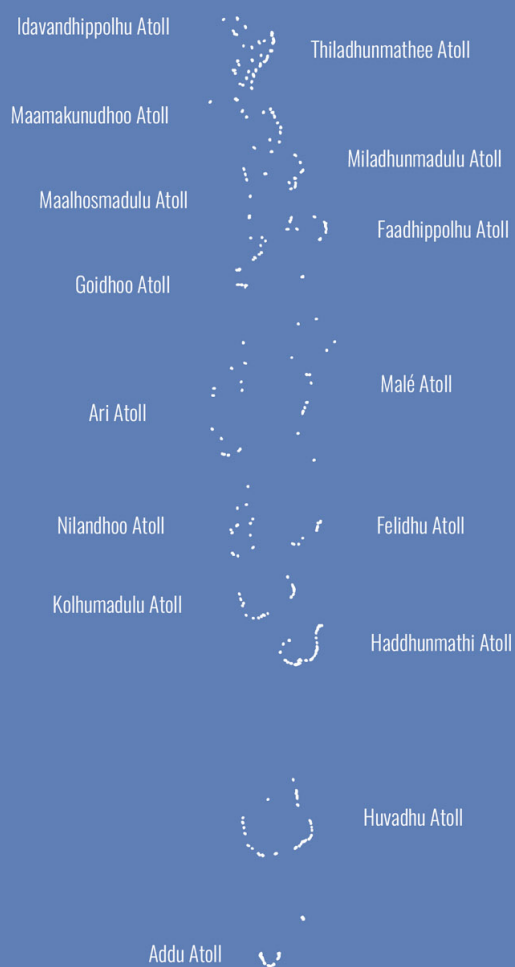 Idavandhippolhu Atoll
Thiladhunmathee Atoll
Maamakunudhoo Atoll
Miladhunmadulu Atoll
Maalhosmadulu Atoll
Faadhippolhu Atoll
Goidhoo Atoll
Malé Atoll
Ari Atoll
Nilandhoo Atoll
Felidhu Atoll
Kolhumadulu Atoll
Haddhunmathi Atoll
Huvadhu Atoll
Addu Atoll